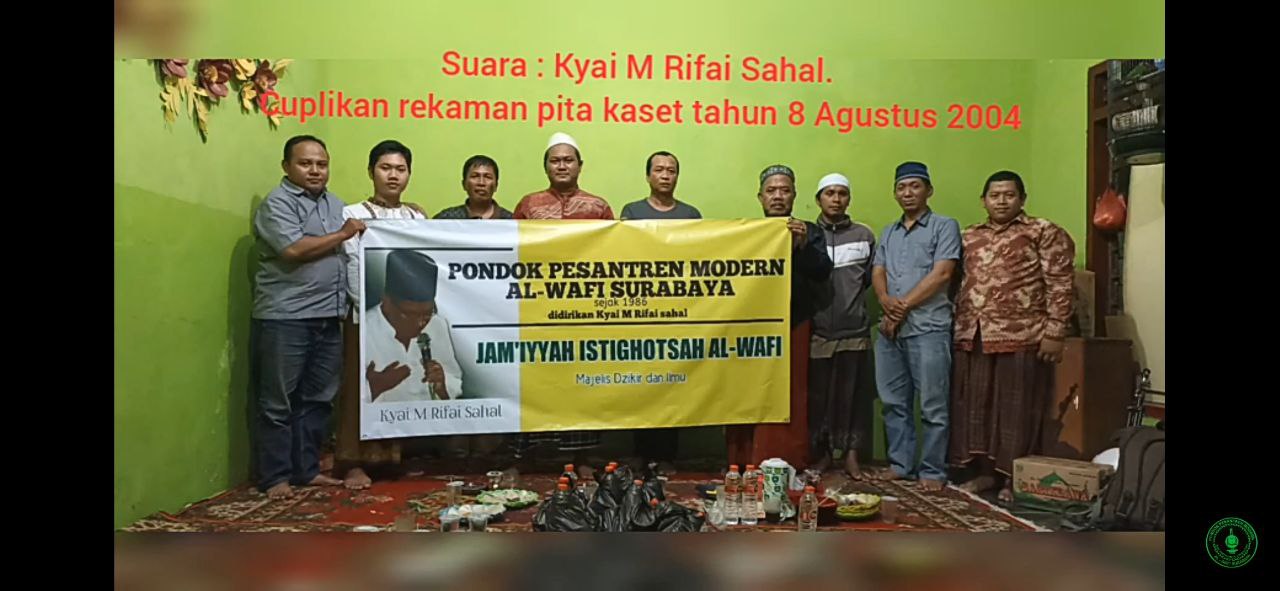 Suara : Kyai M Rifai Sahal.
Cuplikan rekaman pita kaset tahun 8 Agustus 2004
PONDOK PESANTREN MODERN
AL-WAFI SURABAYA
sejak 1986
didirikan Kyai M Rifai sahal
JAM'IYYAH ISTIGHOTSAH AL-WAFI
Majelis Dzikir dan Ilmu
Kyai M Rifai Sahal